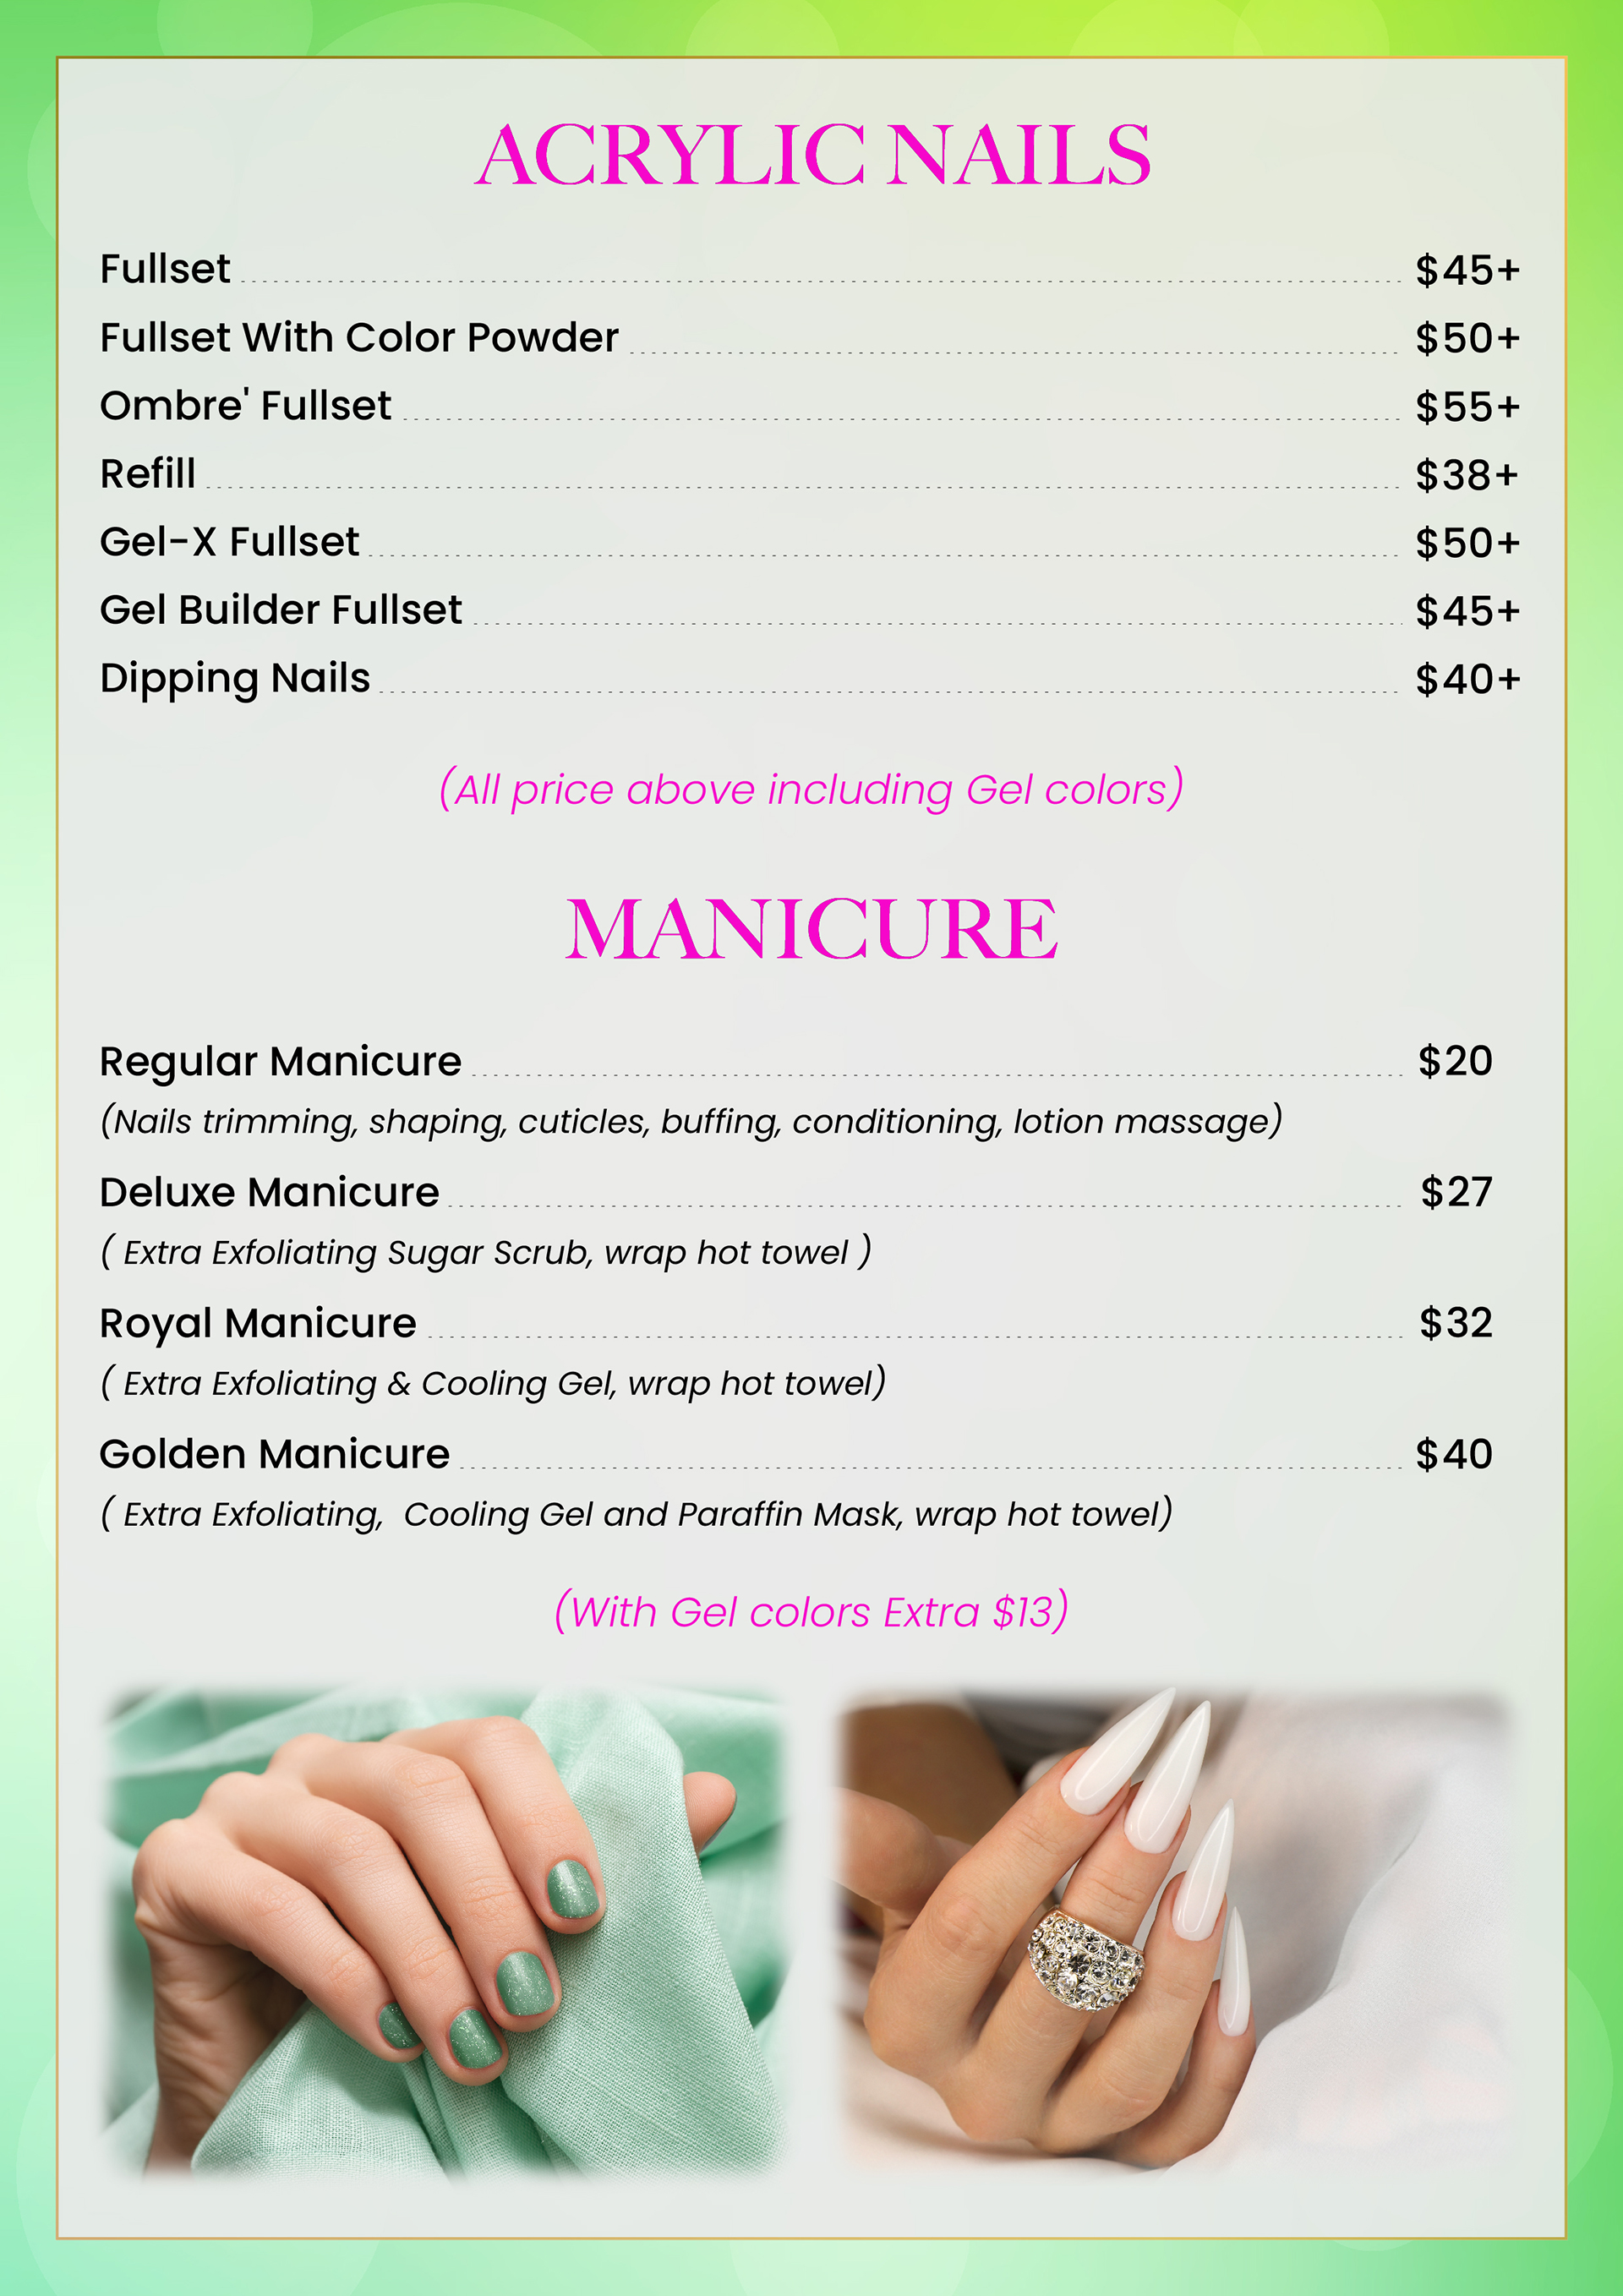 ACRYLIC NAILS
Fullset $45+
Fullset With Color Powder $50+
Ombre' Fullset $55+
Refill $38+
Gel-X Fullset $50+
Gel Builder Fullset $45+
Dipping Nails $40+
(All price above including Gel colors)
MANICURE
Regular Manicure $20
(Nails trimming, shaping, cuticles, buffing, conditioning, lotion massage)
Deluxe Manicure $27
( Extra Exfoliating Sugar Scrub, wrap hot towel )
Royal Manicure $32
( Extra Exfoliating & Cooling Gel, wrap hot towel)
Golden Manicure $40
( Extra Exfoliating, Cooling Gel and Paraffin Mask, wrap hot towel)
(With Gel colors Extra $13)